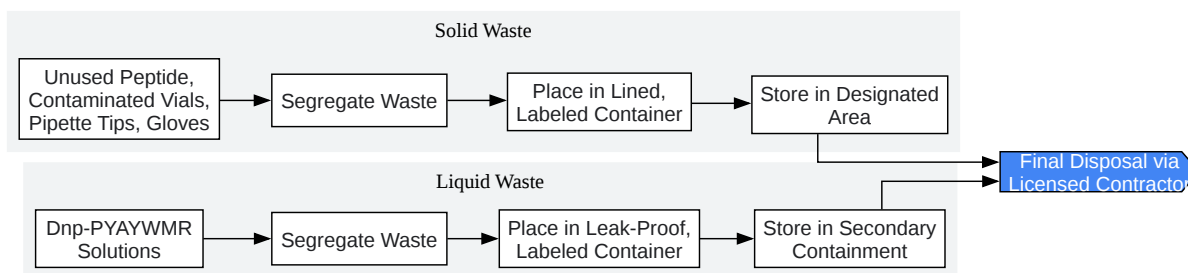 Solid Waste
Unused Peptide,
Contaminated Vials,
Pipette Tips, Gloves
Segregate Waste
Place in Lined,
Labeled Container
Store in Designated
Area
Final Disposal via
Licensed Contractor
Liquid Waste
Dnp-PYAYWMR
Solutions
Segregate Waste
Place in Leak-Proof,
Labeled Container
Store in Secondary
Containment